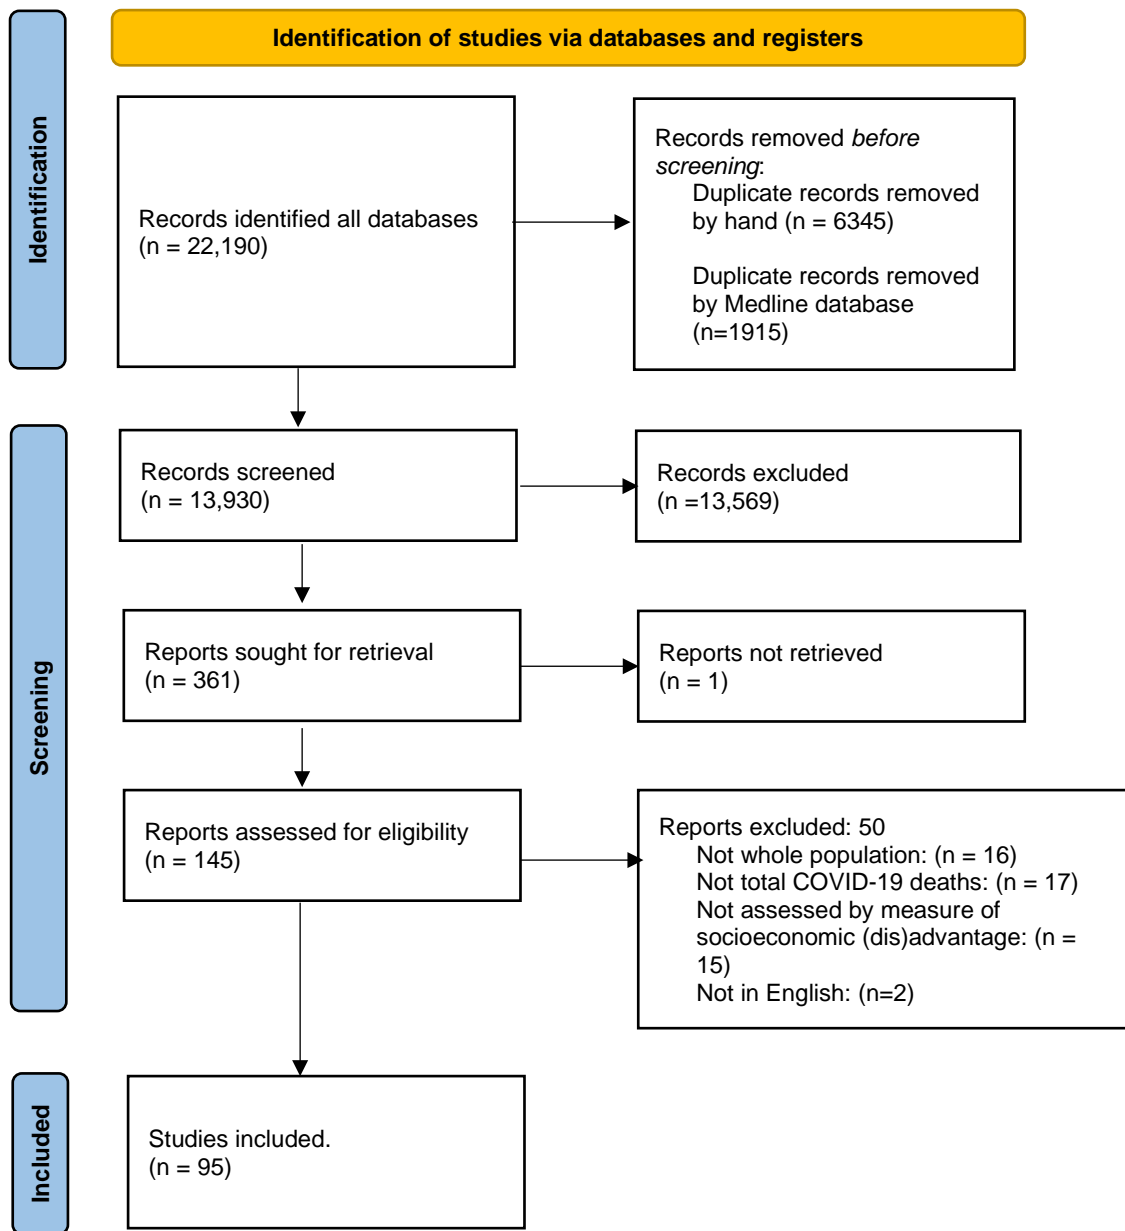 Identification of studies via databases and registers
Identification
Records identified all databases
(n = 22,190)
Records removed before
screening:
Duplicate records removed
by hand (n = 6345)
Duplicate records removed
by Medline database
(n=1915)
Screening
Records screened
(n = 13,930)
Records excluded
(n =13,569)
Reports sought for retrieval
(n = 361)
Reports not retrieved
(n = 1)
Reports assessed for eligibility
(n = 145)
Reports excluded: 50
Not whole population: (n = 16)
Not total COVID-19 deaths: (n = 17)
Not assessed by measure of
socioeconomic (dis)advantage: (n =
15)
Not in English: (n=2)
Included
Studies included.
(n = 95)